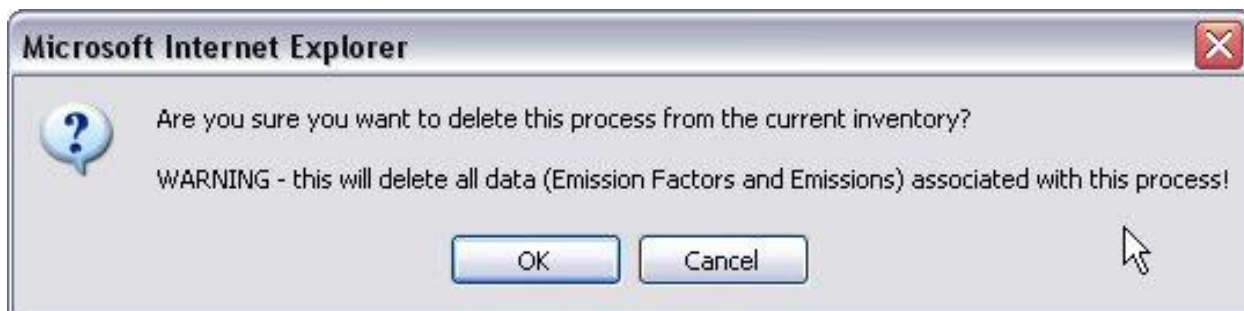 Microsoft Internet Explorer
Are you sure you want to delete this process from the current inventory?
WARNING - this will delete all data (Emission Factors and Emissions) associated with this process!
OK
Cancel